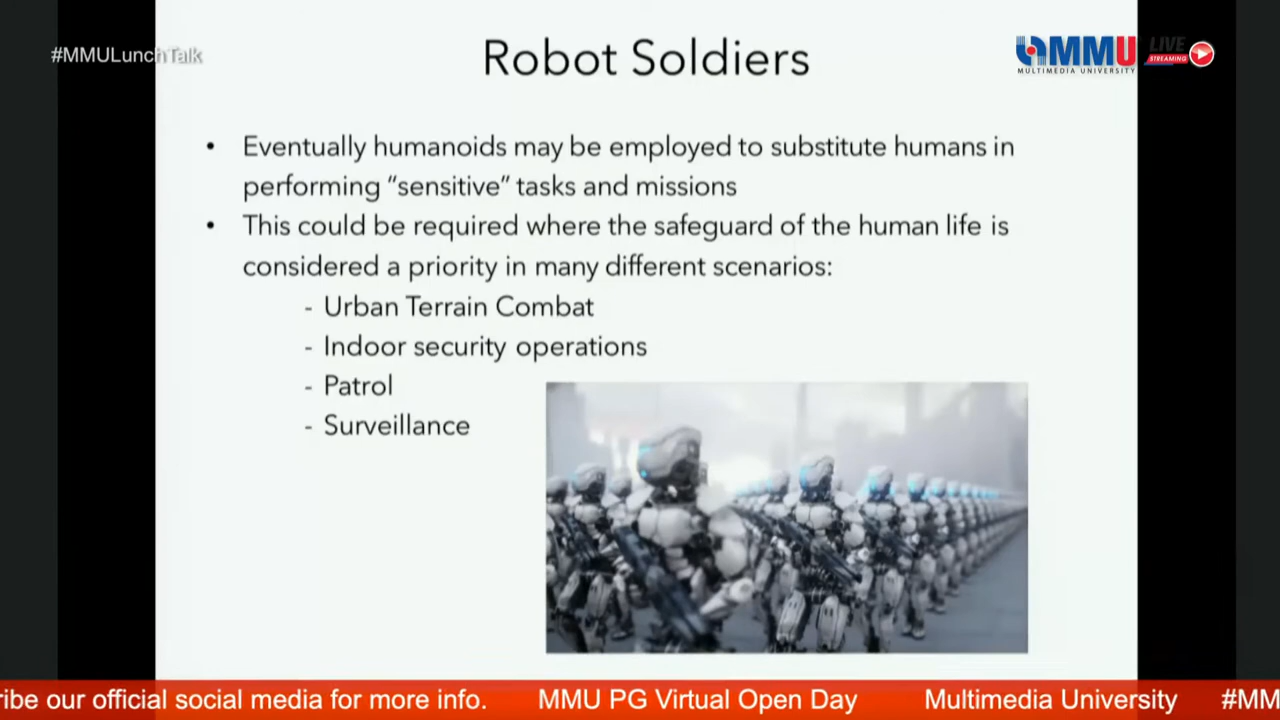 #MMULunchTalk
Robot Soldiers
MMU
MULTIMEDIA UNIVERSITY
LIVE
STREAMING
• Eventually humanoids may be employed to substitute humans in
performing “sensitive” tasks and missions
• This could be required where the safeguard of the human life is
considered a priority in many different scenarios:
- Urban Terrain Combat
- Indoor security operations
- Patrol
- Surveillance
ribe our official social media for more info. MMU PG Virtual Open Day Multimedia University #MM